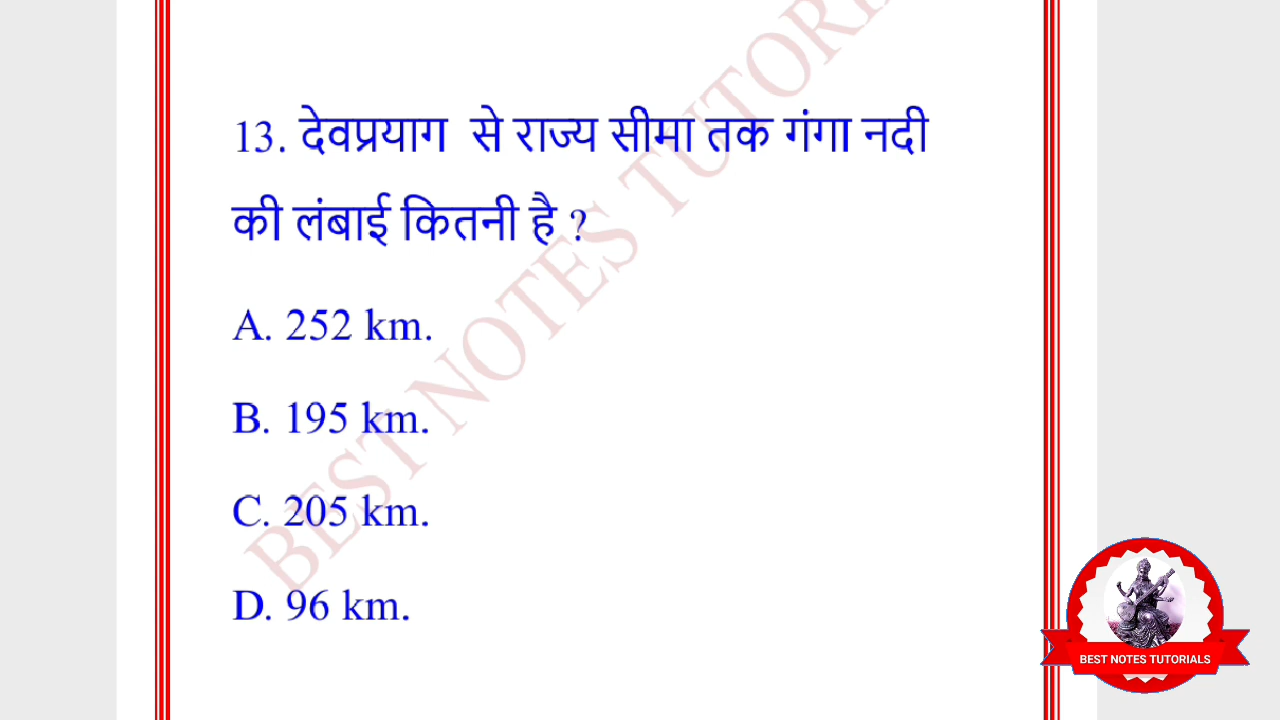 13. देवप्रयाग से राज्य सीमा तक गंगा नदी
की लंबाई कितनी है ?
A. 252 km.
B. 195 km.
C. 205 km.
D. 96 km.
BEST NOTES TUTORI
BEST NOTES TUTORIALS